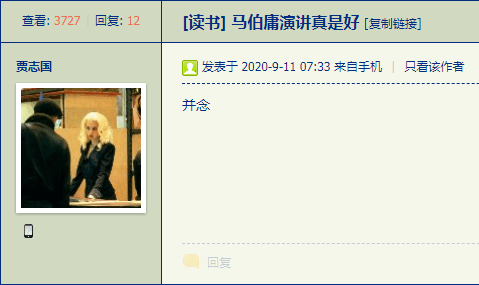 查看: 3727 | 回复: 12
[读书] 马伯庸演讲真是好 [复制链接]
贾志国
发表于 2020-9-11 07:33 来自手机 | 只看该作者
并念
回复